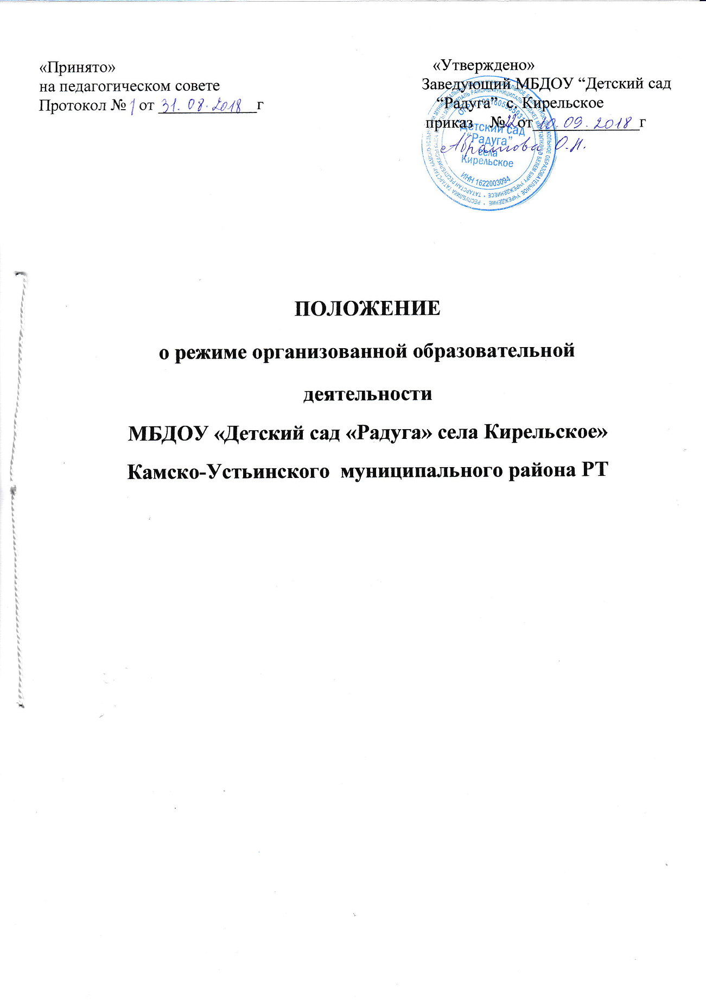 «Принято»
на педагогическом совете
Протокол № 1 от 31.08.2018 г
«Утверждено»
Заведующий МБДОУ “Детский сад
“Радуга” с. Кирельское
приказ № 22 от 10.09.2018 г
Абрамова О.Н.
Детский сад
“Радуга”
села
Кирельское
ИНН 1622003094
ПОЛОЖЕНИЕ
о режиме организованной образовательной
деятельности
МБДОУ «Детский сад «Радуга» села Кирельское»
Камско-Устьинского муниципального района РТ